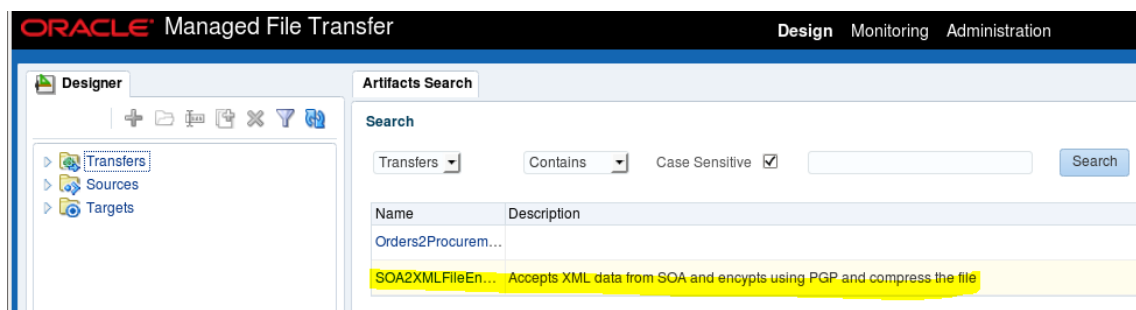 ORACLE Managed File Transfer
Design Monitoring Administration
Designer
Transfers
Sources
Targets
Artifacts Search
Search
Transfers Contains Case Sensitive Search
Name Description
Orders2Procurem...
SOA2XMLFileEn... Accepts XML data from SOA and encypts using PGP and compress the file